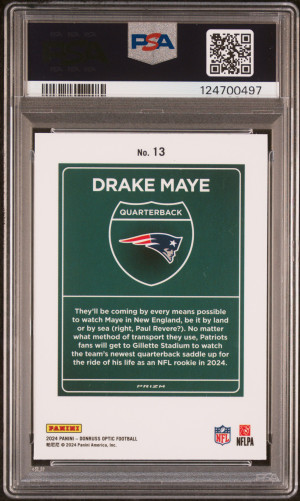 PSA
124700497
No. 13
DRAKE MAYE
QUARTERBACK
They'll be coming by every means possible
to watch Maye in New England, be it by land
or by sea (right, Paul Revere?). No matter
what method of transport they use, Patriots
fans will get to Gillette Stadium to watch
the team's newest quarterback saddle up for
the ride of his life as an NFL rookie in 2024.
PRIZM
PANINI
2024 PANINI - DONRUSS OPTIC FOOTBALL
© 2024 Panini America, Inc.
NFL
NFLPA